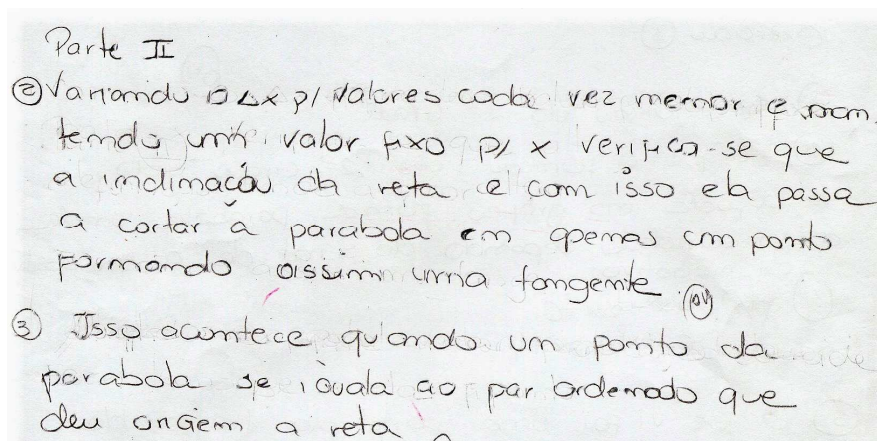 Parte II
② Variando o Δx p/ valores cada vez menor e man
tendo um valor fixo p/ x verifica-se que
a inclinação da reta e com isso ela passa
a cortar a parabola em apenas um ponto
formando assim uma tangente.
③ Isso acontece quando um ponto da
parabola se iguala ao par ordenado que
deu origem a reta